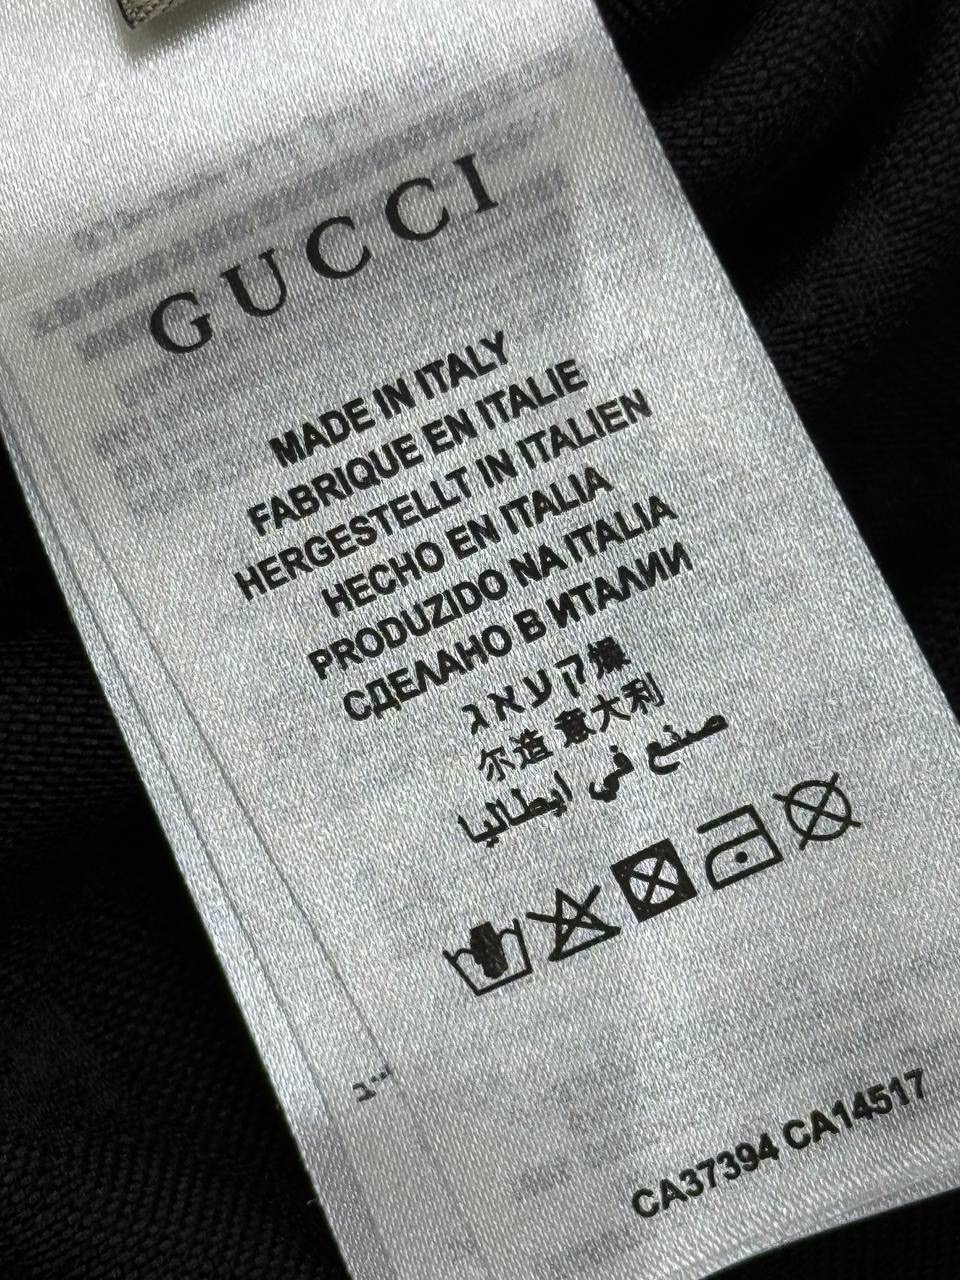 GUCCI
MADE IN ITALY
FABRIQUE EN ITALIE
HERGESTELLT IN ITALIEN
HECHO EN ITALIA
PRODUZIDO NA ITALIA
СДЕЛАНО В ИТАЛИИ
尔造 意大利
صنع في ايطاليا
CA37394 CA14517